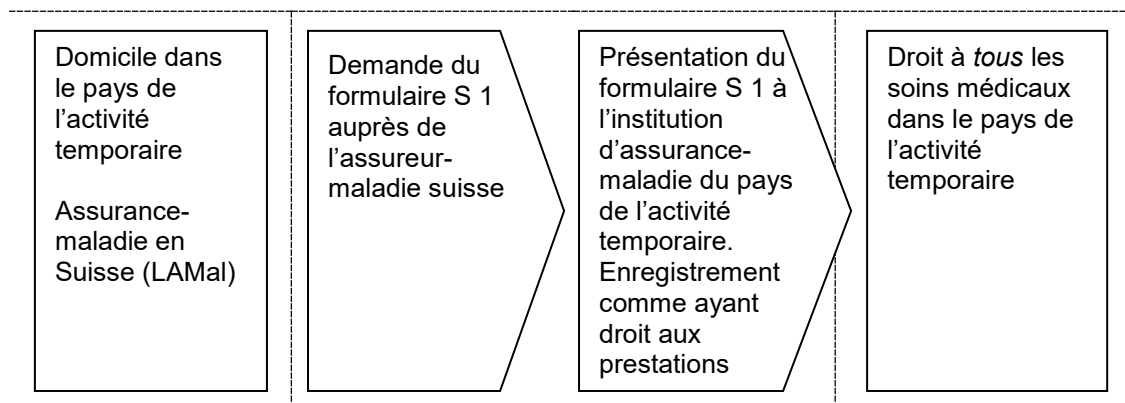 Domicile dans
le pays de
l’activité
temporaire
Assurance-
maladie en
Suisse (LAMal)
Demande du
formulaire S 1
auprès de
l’assureur-
maladie suisse
Présentation du
formulaire S 1 à
l’institution
d’assurance-
maladie du pays
de l’activité
temporaire.
Enregistrement
comme ayant
droit aux
prestations
Droit à tous les
soins médicaux
dans le pays de
l’activité
temporaire